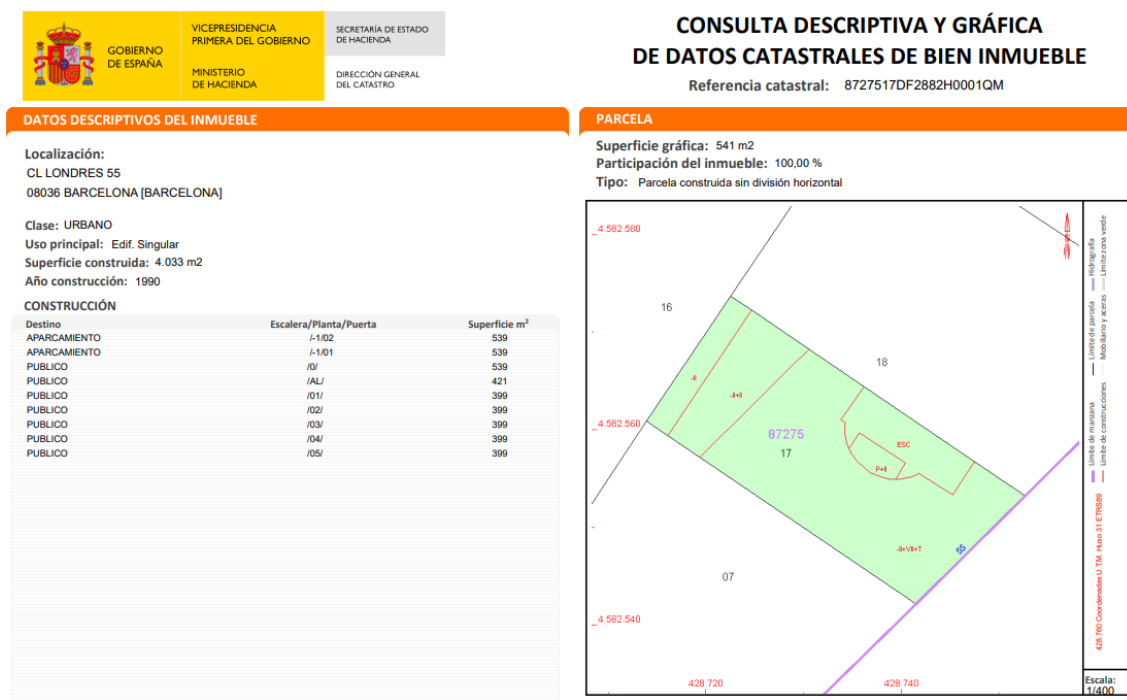 GOBIERNO
DE ESPAÑA
VICEPRESIDENCIA
PRIMERA DEL GOBIERNO
MINISTERIO
DE HACIENDA
SECRETARÍA DE ESTADO
DE HACIENDA
DIRECCIÓN GENERAL
DEL CATASTRO
CONSULTA DESCRIPTIVA Y GRÁFICA
DE DATOS CATASTRALES DE BIEN INMUEBLE
Referencia catastral: 8727517DF2882H0001QM
DATOS DESCRIPTIVOS DEL INMUEBLE
Localización:
CL LONDRES 55
08036 BARCELONA [BARCELONA]
Clase: URBANO
Uso principal: Edif. Singular
Superficie construida: 4.033 m2
Año construcción: 1990
CONSTRUCCIÓN
Destino Escalera/Planta/Puerta Superficie m²
APARCAMIENTO /-1/02 539
APARCAMIENTO /-1/01 539
PUBLICO /0/ 539
PUBLICO /AL/ 421
PUBLICO /01/ 399
PUBLICO /02/ 399
PUBLICO /03/ 399
PUBLICO /04/ 399
PUBLICO /05/ 399
PARCELA
Superficie gráfica: 541 m2
Participación del inmueble: 100,00 %
Tipo: Parcela construida sin división horizontal
4.582.580
16
18
-II
-II+II
4.582.560
87275
17
ESC
P+II
-II+VII+T
55
07
4.582.540
428.720
428.740
Hidrografía
Límite zona verde
Límite de parcela
Mobiliario y aceras
Límite de manzana
Límite de construcciones
428.760 Coordenadas U.T.M. Huso 31 ETRS89
Escala:
1/400